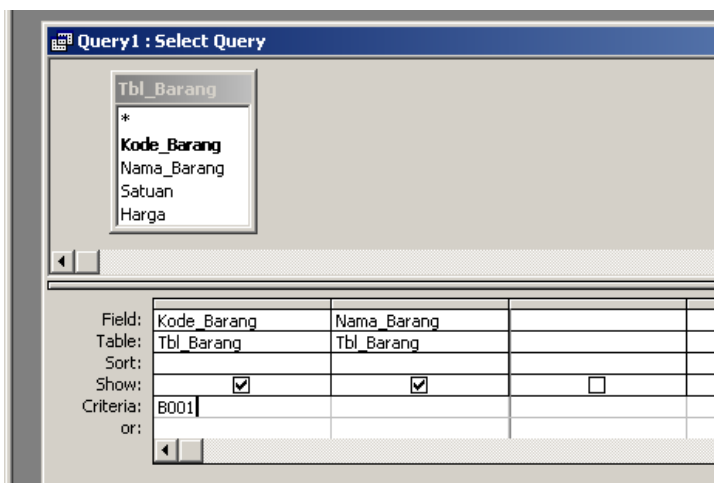 Query1 : Select Query
Tbl_Barang
*
Kode_Barang
Nama_Barang
Satuan
Harga
Field: Kode_Barang Nama_Barang
Table: Tbl_Barang Tbl_Barang
Sort:
Show:
Criteria: B001
or: